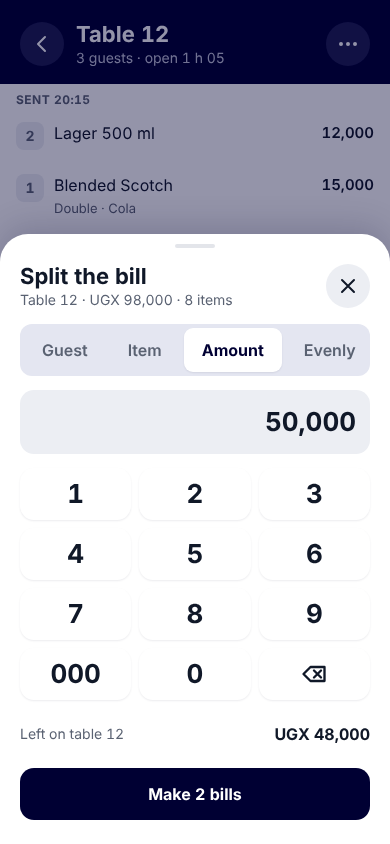 Table 12
3 guests · open 1 h 05
SENT 20:15
2 Lager 500 ml 12,000
1 Blended Scotch 15,000
Double · Cola
Split the bill
Table 12 · UGX 98,000 · 8 items
Guest Item Amount Evenly
50,000
1 2 3
4 5 6
7 8 9
000 0
Left on table 12 UGX 48,000
Make 2 bills